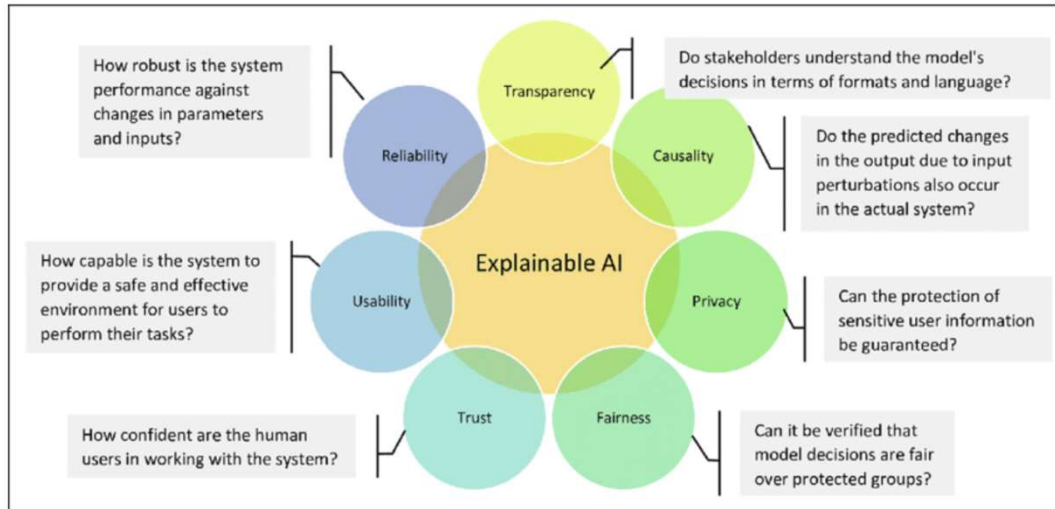 Transparency
Do stakeholders understand the model's
decisions in terms of formats and language?
How robust is the system
performance against
changes in parameters
and inputs?
Reliability
Causality
Do the predicted changes
in the output due to input
perturbations also occur
in the actual system?
Explainable AI
How capable is the system to
provide a safe and effective
environment for users to
perform their tasks?
Usability
Privacy
Can the protection of
sensitive user information
be guaranteed?
Trust
Fairness
How confident are the human
users in working with the system?
Can it be verified that
model decisions are fair
over protected groups?